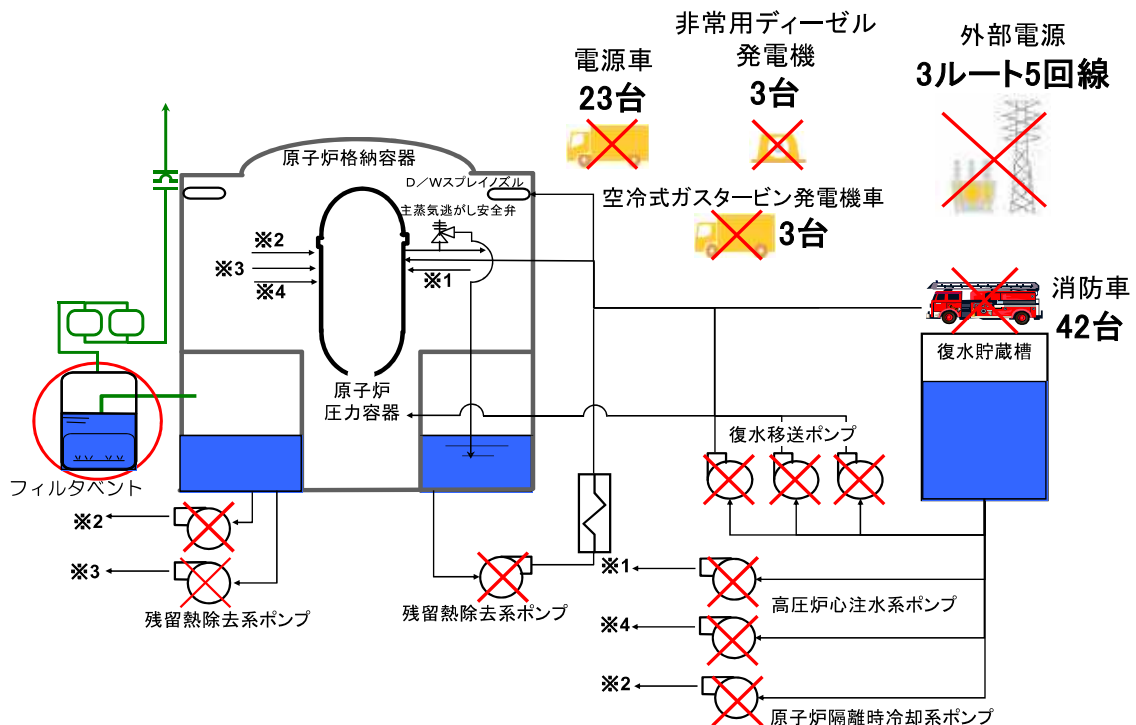 非常用ディーゼル
発電機
3台
外部電源
3ルート5回線
電源車
23台
原子炉格納容器
D/Wスプレイノズル
主蒸気逃がし安全弁
空冷式ガスタービン発電機車
3台
※2
※3
※4
※1
消防車
42台
復水貯蔵槽
原子炉
圧力容器
復水移送ポンプ
フィルタベント
※2
※3
残留熱除去系ポンプ
残留熱除去系ポンプ
※1
高圧炉心注水系ポンプ
※4
※2
原子炉隔離時冷却系ポンプ